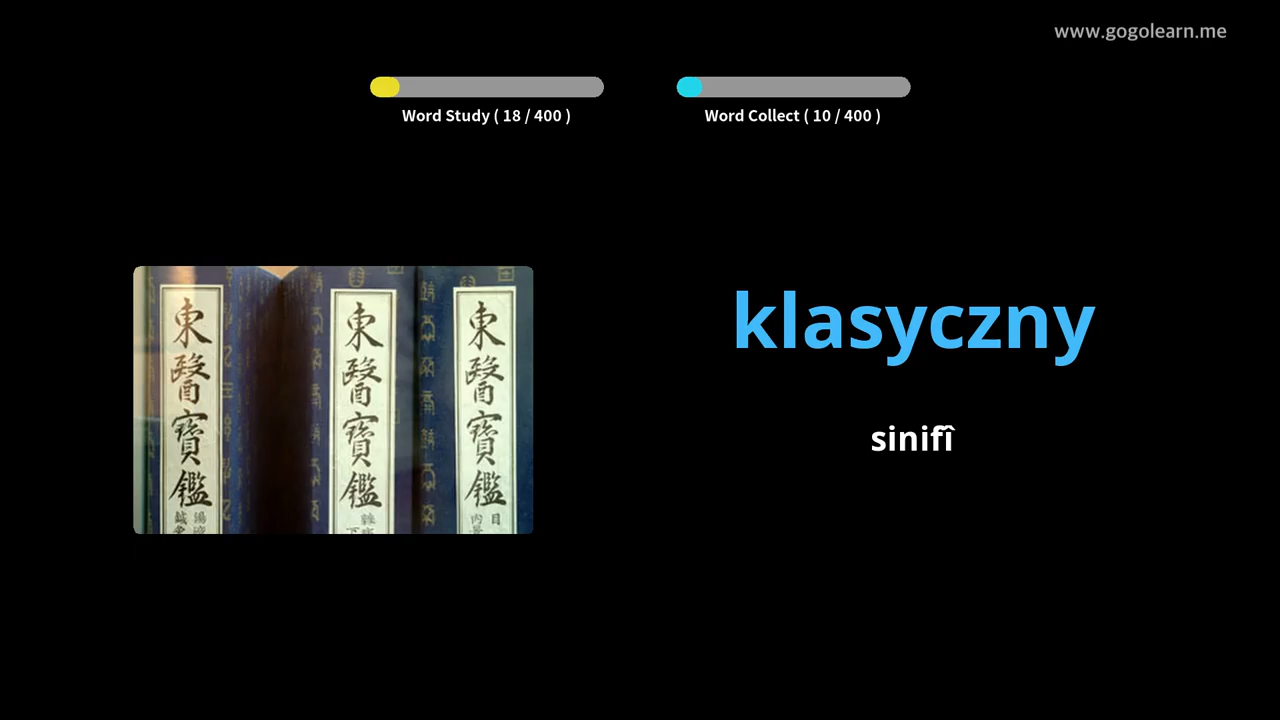 www.gogolearn.me
Word Study ( 18 / 400 )
Word Collect ( 10 / 400 )
東醫寶鑑
東醫寶鑑
東醫寶鑑
klasyczny
sinifî